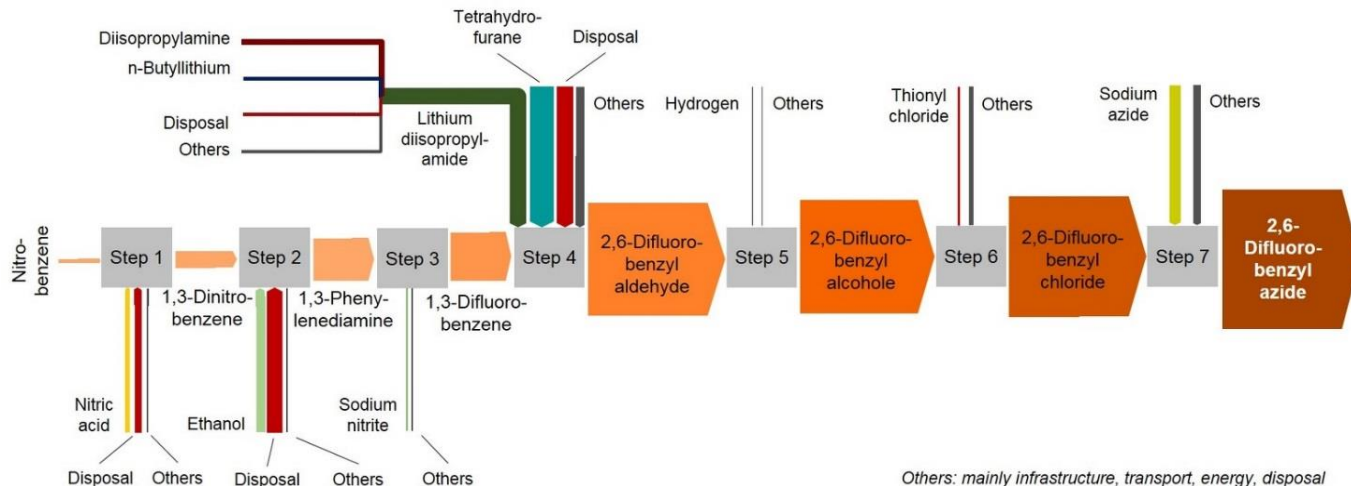 Diisopropylamine
n-Butyllithium
Disposal
Others
Lithium
diisopropyl-
amide
Tetrahydro-
furane
Disposal
Others
Hydrogen
Others
Thionyl
chloride
Others
Sodium
azide
Others
Nitro-
benzene
Step 1
Step 2
Step 3
Step 4
2,6-Difluoro-
benzyl
aldehyde
Step 5
2,6-Difluoro-
benzyl
alcohole
Step 6
2,6-Difluoro-
benzyl
chloride
Step 7
2,6-
Difluoro-
benzyl
azide
1,3-Dinitro-
benzene
1,3-Pheny-
lenediamine
1,3-Difluoro-
benzene
Nitric
acid
Disposal
Others
Ethanol
Disposal
Others
Sodium
nitrite
Others
Others: mainly infrastructure, transport, energy, disposal